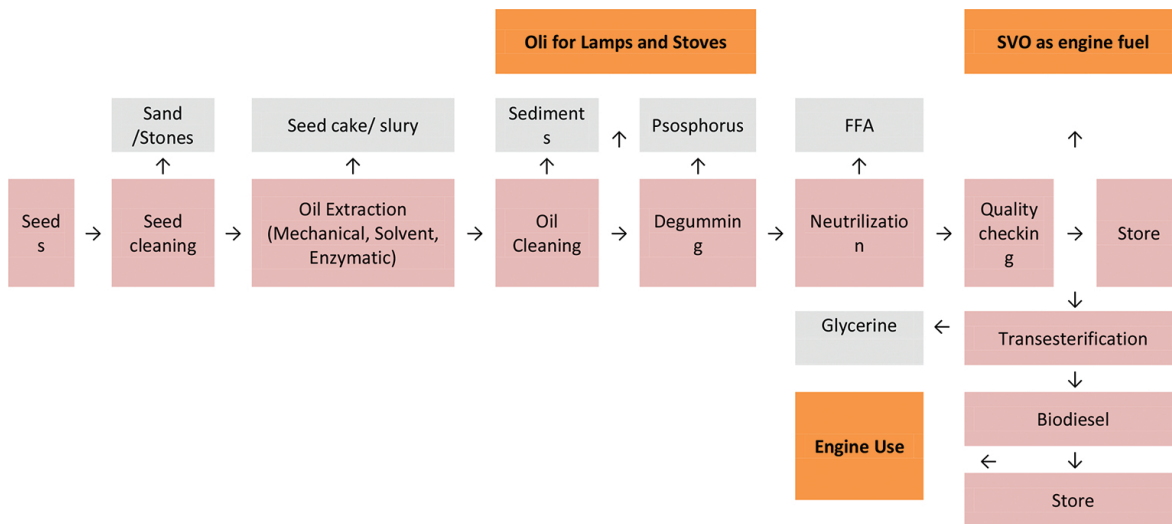 Oli for Lamps and Stoves
SVO as engine fuel
Sand
/Stones
Seed cake/ slury
Sediment
s
Psosphorus
FFA
Seed
s
Seed
cleaning
Oil Extraction
(Mechanical, Solvent,
Enzymatic)
Oil
Cleaning
Degummin
g
Neutrilizatio
n
Quality
checkin
g
Store
Glycerine
Transesterification
Biodiesel
Engine Use
Store